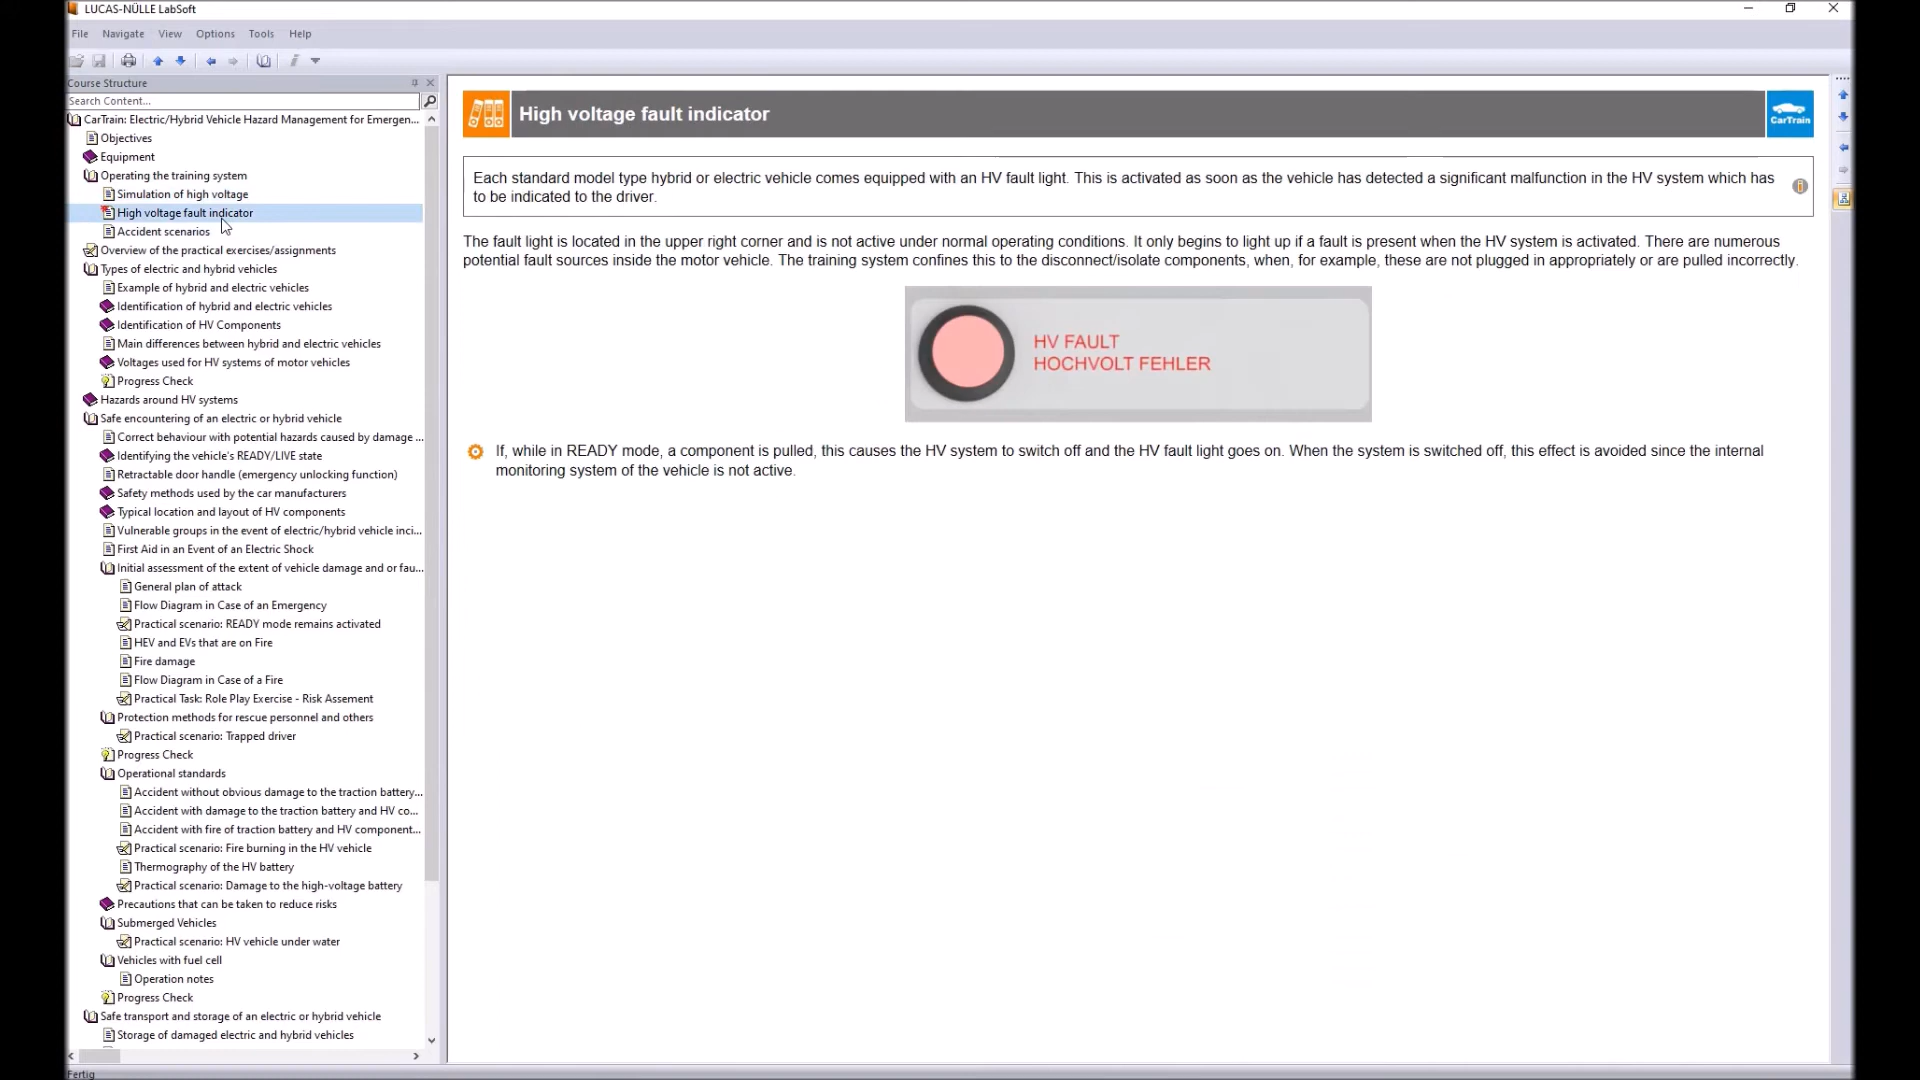 LUCAS-NÜLLE LabSoft
File Navigate View Options Tools Help
Course Structure
Search Content...
CarTrain: Electric/Hybrid Vehicle Hazard Management for Emergen...
Objectives
Equipment
Operating the training system
Simulation of high voltage
High voltage fault indicator
Accident scenarios
Overview of the practical exercises/assignments
Types of electric and hybrid vehicles
Example of hybrid and electric vehicles
Identification of hybrid and electric vehicles
Identification of HV Components
Main differences between hybrid and electric vehicles
Voltages used for HV systems of motor vehicles
Progress Check
Hazards around HV systems
Safe encountering of an electric or hybrid vehicle
Correct behaviour with potential hazards caused by damage ...
Identifying the vehicle's READY/LIVE state
Retractable door handle (emergency unlocking function)
Safety methods used by the car manufacturers
Typical location and layout of HV components
Vulnerable groups in the event of electric/hybrid vehicle inci...
First Aid in an Event of an Electric Shock
Initial assessment of the extent of vehicle damage and or fau...
General plan of attack
Flow Diagram in Case of an Emergency
Practical scenario: READY mode remains activated
HEV and EVs that are on Fire
Fire damage
Flow Diagram in Case of a Fire
Practical Task: Role Play Exercise - Risk Assement
Protection methods for rescue personnel and others
Practical scenario: Trapped driver
Progress Check
Operational standards
Accident without obvious damage to the traction battery...
Accident with damage to the traction battery and HV co...
Accident with fire of traction battery and HV component...
Practical scenario: Fire burning in the HV vehicle
Thermography of the HV battery
Practical scenario: Damage to the high-voltage battery
Precautions that can be taken to reduce risks
Submerged Vehicles
Practical scenario: HV vehicle under water
Vehicles with fuel cell
Operation notes
Progress Check
Safe transport and storage of an electric or hybrid vehicle
Storage of damaged electric and hybrid vehicles
Fertig
High voltage fault indicator
CarTrain
Each standard model type hybrid or electric vehicle comes equipped with an HV fault light. This is activated as soon as the vehicle has detected a significant malfunction in the HV system which has
to be indicated to the driver.
The fault light is located in the upper right corner and is not active under normal operating conditions. It only begins to light up if a fault is present when the HV system is activated. There are numerous
potential fault sources inside the motor vehicle. The training system confines this to the disconnect/isolate components, when, for example, these are not plugged in appropriately or are pulled incorrectly.
HV FAULT
HOCHVOLT FEHLER
If, while in READY mode, a component is pulled, this causes the HV system to switch off and the HV fault light goes on. When the system is switched off, this effect is avoided since the internal
monitoring system of the vehicle is not active.